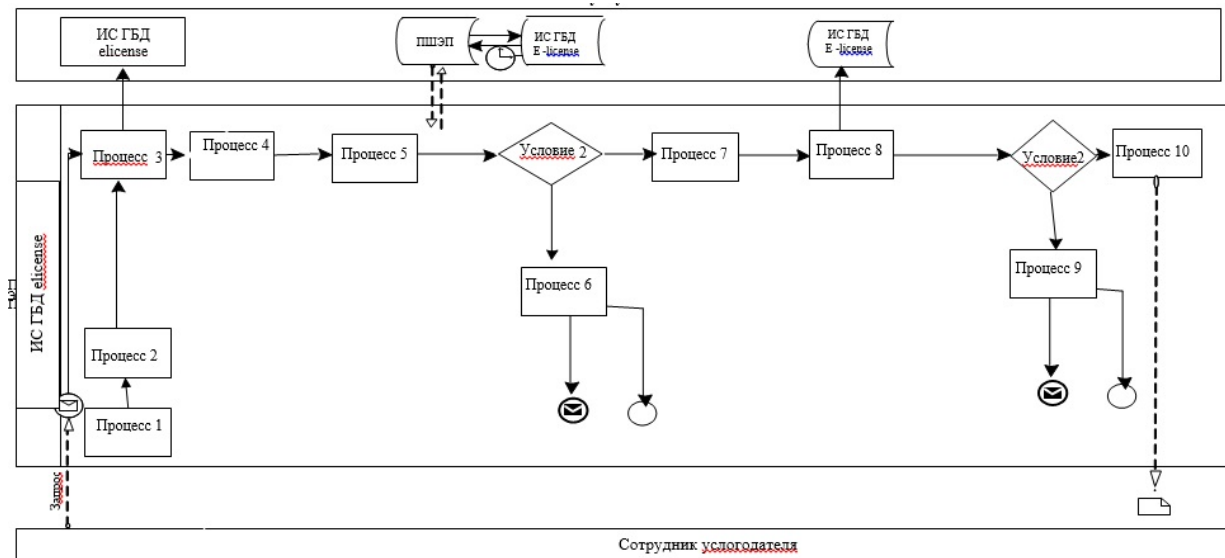 ИС ГБД
elicense
ПШЭП
ИС ГБД
Е -license
ИС ГБД
Е -license
Процесс 3
Процесс 4
Процесс 5
Условие 2
Процесс 7
Процесс 8
Условие2
Процесс 10
ИС ГБД elicense
Процесс 6
Процесс 9
Процесс 2
Процесс 1
Запрос
Сотрудник услогодателя